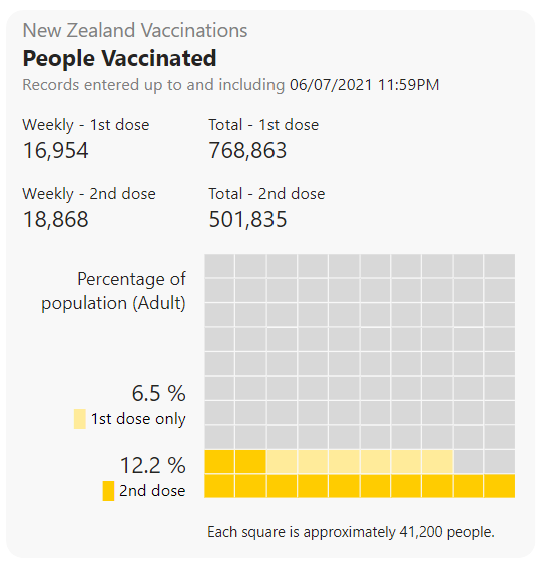 New Zealand Vaccinations
People Vaccinated
Records entered up to and including 06/07/2021 11:59PM
Weekly - 1st dose
16,954
Total - 1st dose
768,863
Weekly - 2nd dose
18,868
Total - 2nd dose
501,835
Percentage of
population (Adult)
6.5 %
1st dose only
12.2 %
2nd dose
Each square is approximately 41,200 people.